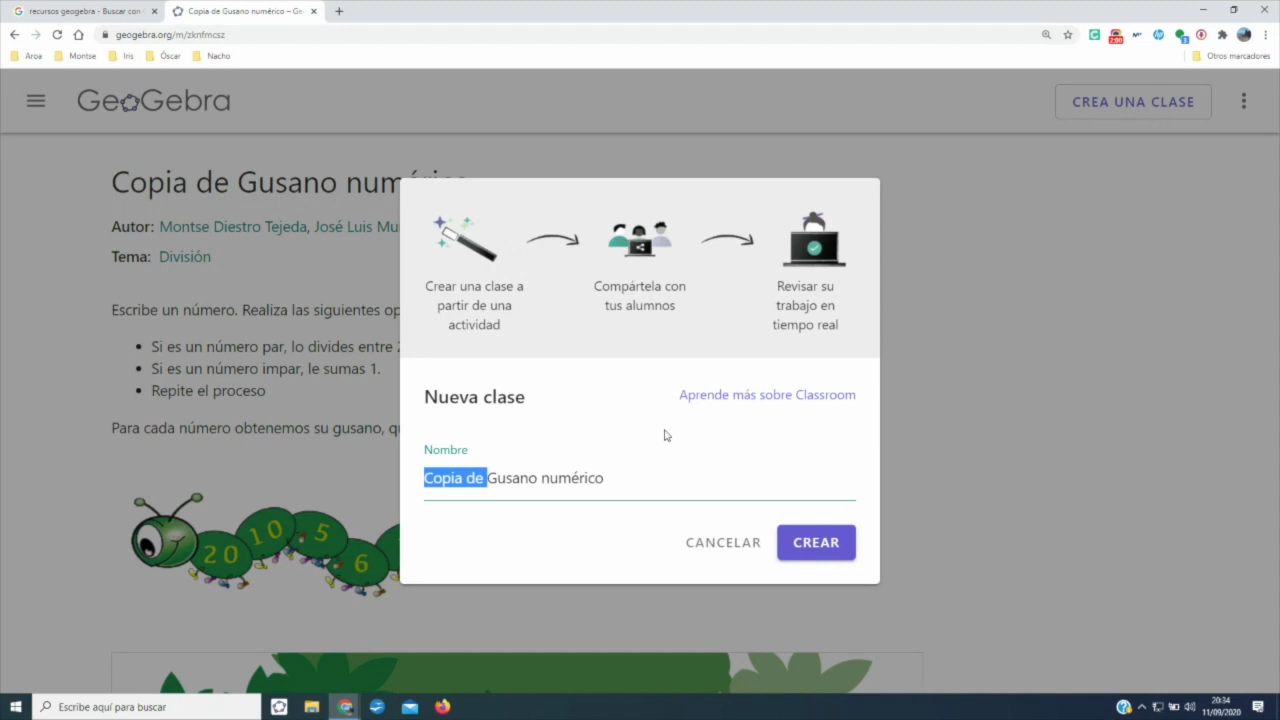 recursos geogebra - Buscar con
Copia de Gusano numérico – Ge
geogebra.org/m/zknfmcsz
Aroa
Montse
Iris
Óscar
Nacho
Otros marcadores
GeoGebra
CREA UNA CLASE
Copia de Gusano numérico
Autor: Montse Diestro Tejeda, José Luis Mu
Tema: División
Escribe un número. Realiza las siguientes op
Si es un número par, lo divides entre 2
Si es un número impar, le sumas 1.
Repite el proceso
Para cada número obtenemos su gusano, qu
20 10 5 6
Crear una clase a
partir de una
actividad
Compártela con
tus alumnos
Revisar su
trabajo en
tiempo real
Nueva clase
Aprende más sobre Classroom
Nombre
Copia de Gusano numérico
CANCELAR
CREAR
Escribe aquí para buscar
20:34
11/09/2020